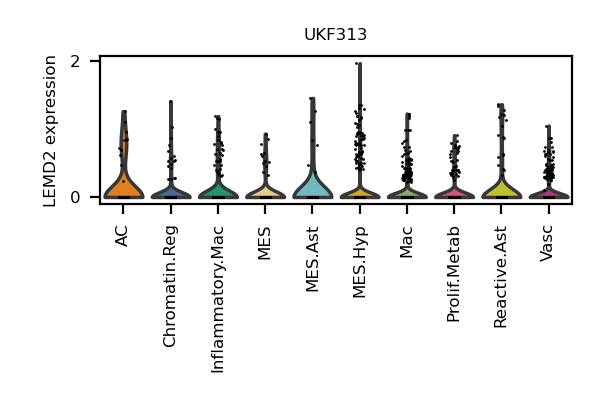 UKF313
LEMD2 expression
2
0
AC
Chromatin.Reg
Inflammatory.Mac
MES
MES.Ast
MES.Hyp
Mac
Prolif.Metab
Reactive.Ast
Vasc